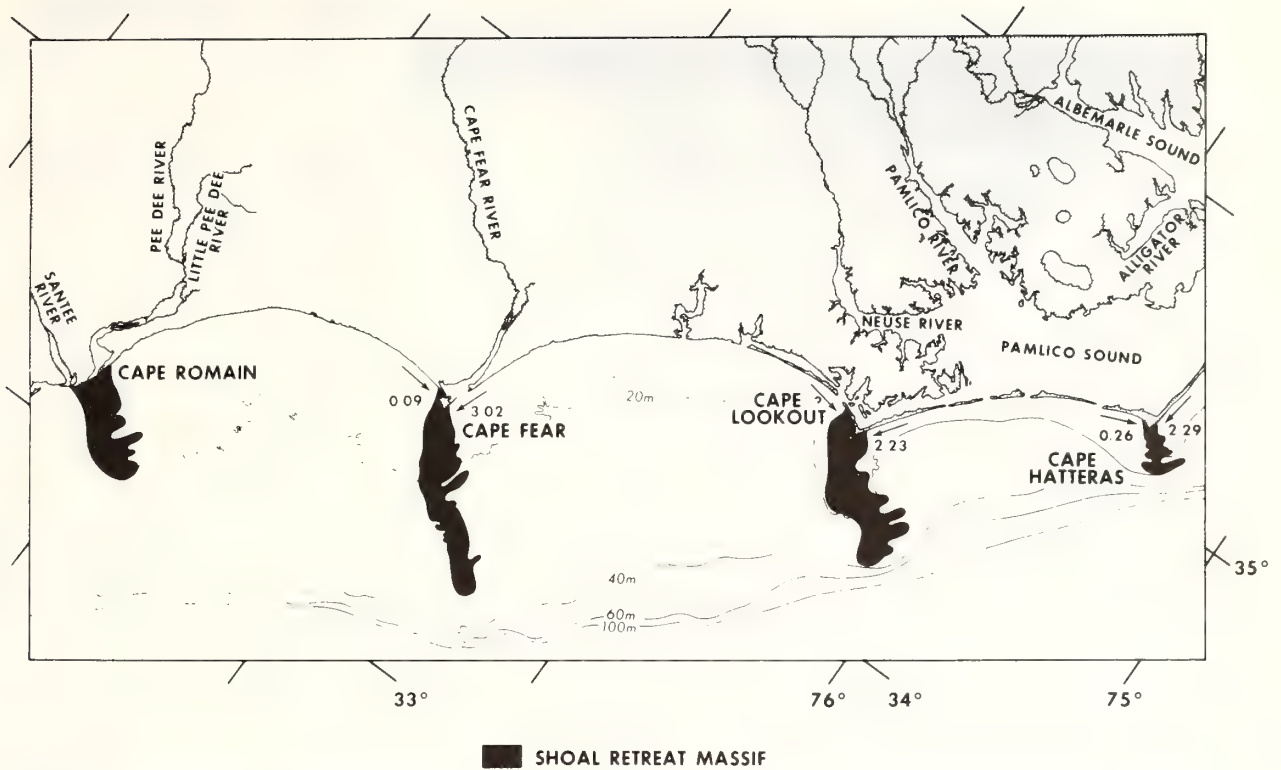 ALBEMARLE SOUND
CAPE FEAR RIVER
PEE DEE RIVER
LITTLE PEE DEE
RIVER
PAMLICO RIVER
ALLIGATOR
RIVER
SANTEE
RIVER
NEUSE RIVER
PAMLICO SOUND
CAPE ROMAIN
0 09
3 02
CAPE FEAR
20m
?
CAPE
LOOKOUT
2 23
0.26
2 29
CAPE
HATTERAS
40m
60m
100m
35°
33°
76°
34°
75°
SHOAL RETREAT MASSIF